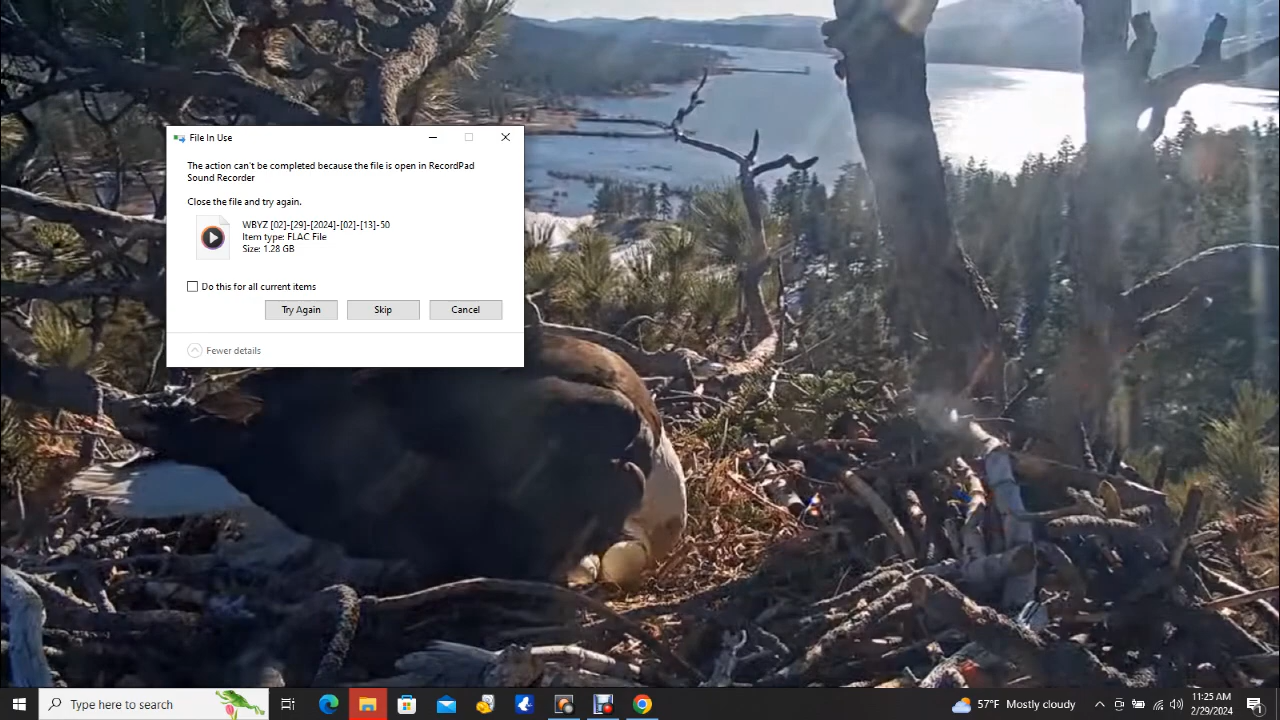 File In Use
The action can't be completed because the file is open in RecordPad
Sound Recorder
Close the file and try again.
WBYZ [02]-[29]-[2024]-[02]-[13]-50
Item type: FLAC File
Size: 1.28 GB
Do this for all current items
Try Again
Skip
Cancel
Fewer details
Type here to search
57°F Mostly cloudy
11:25 AM
2/29/2024
1